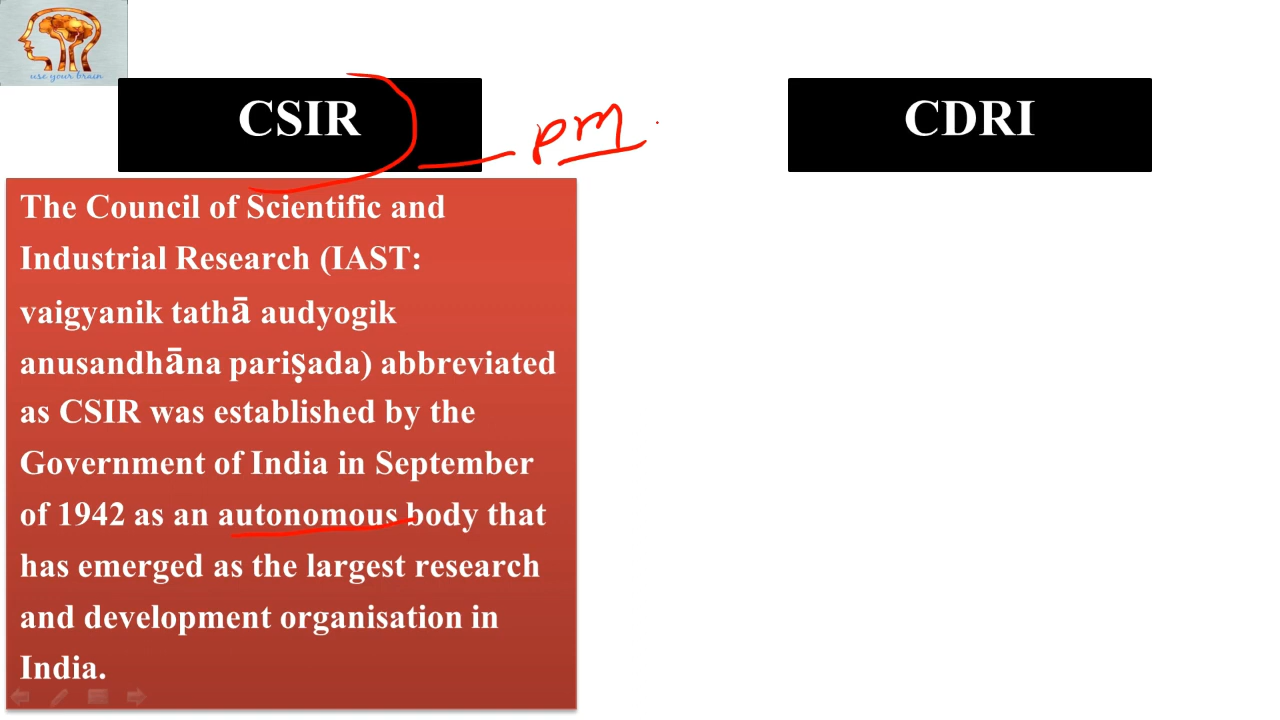 use your brain
CSIR
pm
CDRI
The Council of Scientific and
Industrial Research (IAST:
vaigyanik tathā audyogik
anusandhāna pariṣada) abbreviated
as CSIR was established by the
Government of India in September
of 1942 as an autonomous body that
has emerged as the largest research
and development organisation in
India.